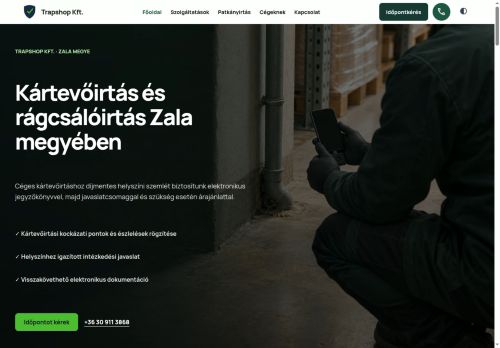 Trapshop Kft.
Főoldal Szolgáltatások Patkányirtás Cégeknek Kapcsolat
Időpontkérés
TRAPSHOP KFT. · ZALA MEGYE
Kártevőirtás és
rágcsálóirtás Zala
megyében
Céges kártevőirtáshoz díjmentes helyszíni szemlét biztosítunk elektronikus
jegyzőkönyvvel, majd javaslatcsomaggal és szükség esetén árajánlattal.
✓ Kártevőirtási kockázati pontok és észlelések rögzítése
✓ Helyszínhez igazított intézkedési javaslat
✓ Visszakövethető elektronikus dokumentáció
Időpontot kérek
+36 30 911 3868